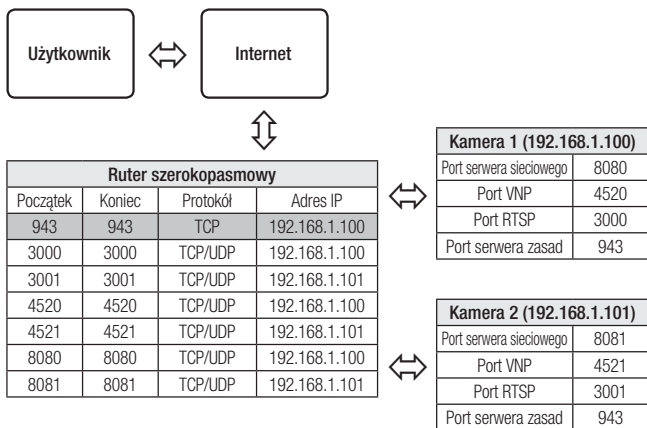 Użytkownik Internet
Ruter szerokopasmowy
Początek Koniec Protokół Adres IP
943 943 TCP 192.168.1.100
3000 3000 TCP/UDP 192.168.1.100
3001 3001 TCP/UDP 192.168.1.101
4520 4520 TCP/UDP 192.168.1.100
4521 4521 TCP/UDP 192.168.1.101
8080 8080 TCP/UDP 192.168.1.100
8081 8081 TCP/UDP 192.168.1.101
Kamera 1 (192.168.1.100)
Port serwera sieciowego 8080
Port VNP 4520
Port RTSP 3000
Port serwera zasad 943
Kamera 2 (192.168.1.101)
Port serwera sieciowego 8081
Port VNP 4521
Port RTSP 3001
Port serwera zasad 943